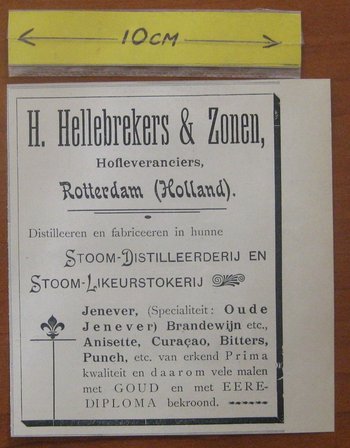 10CM
H. Hellebrekers & Zonen,
Hofleveranciers,
Rotterdam (Holland).
Distilleeren en fabriceeren in hunne
STOOM-DISTILLEERDERIJ EN
STOOM-LIKEURSTOKERIJ
Jenever, (Specialiteit: Oude
Jenever) Brandewijn etc.,
Anisette, Curaçao, Bitters,
Punch, etc. van erkend Prima
kwaliteit en daarom vele malen
met GOUD en met EERE-
DIPLOMA bekroond.